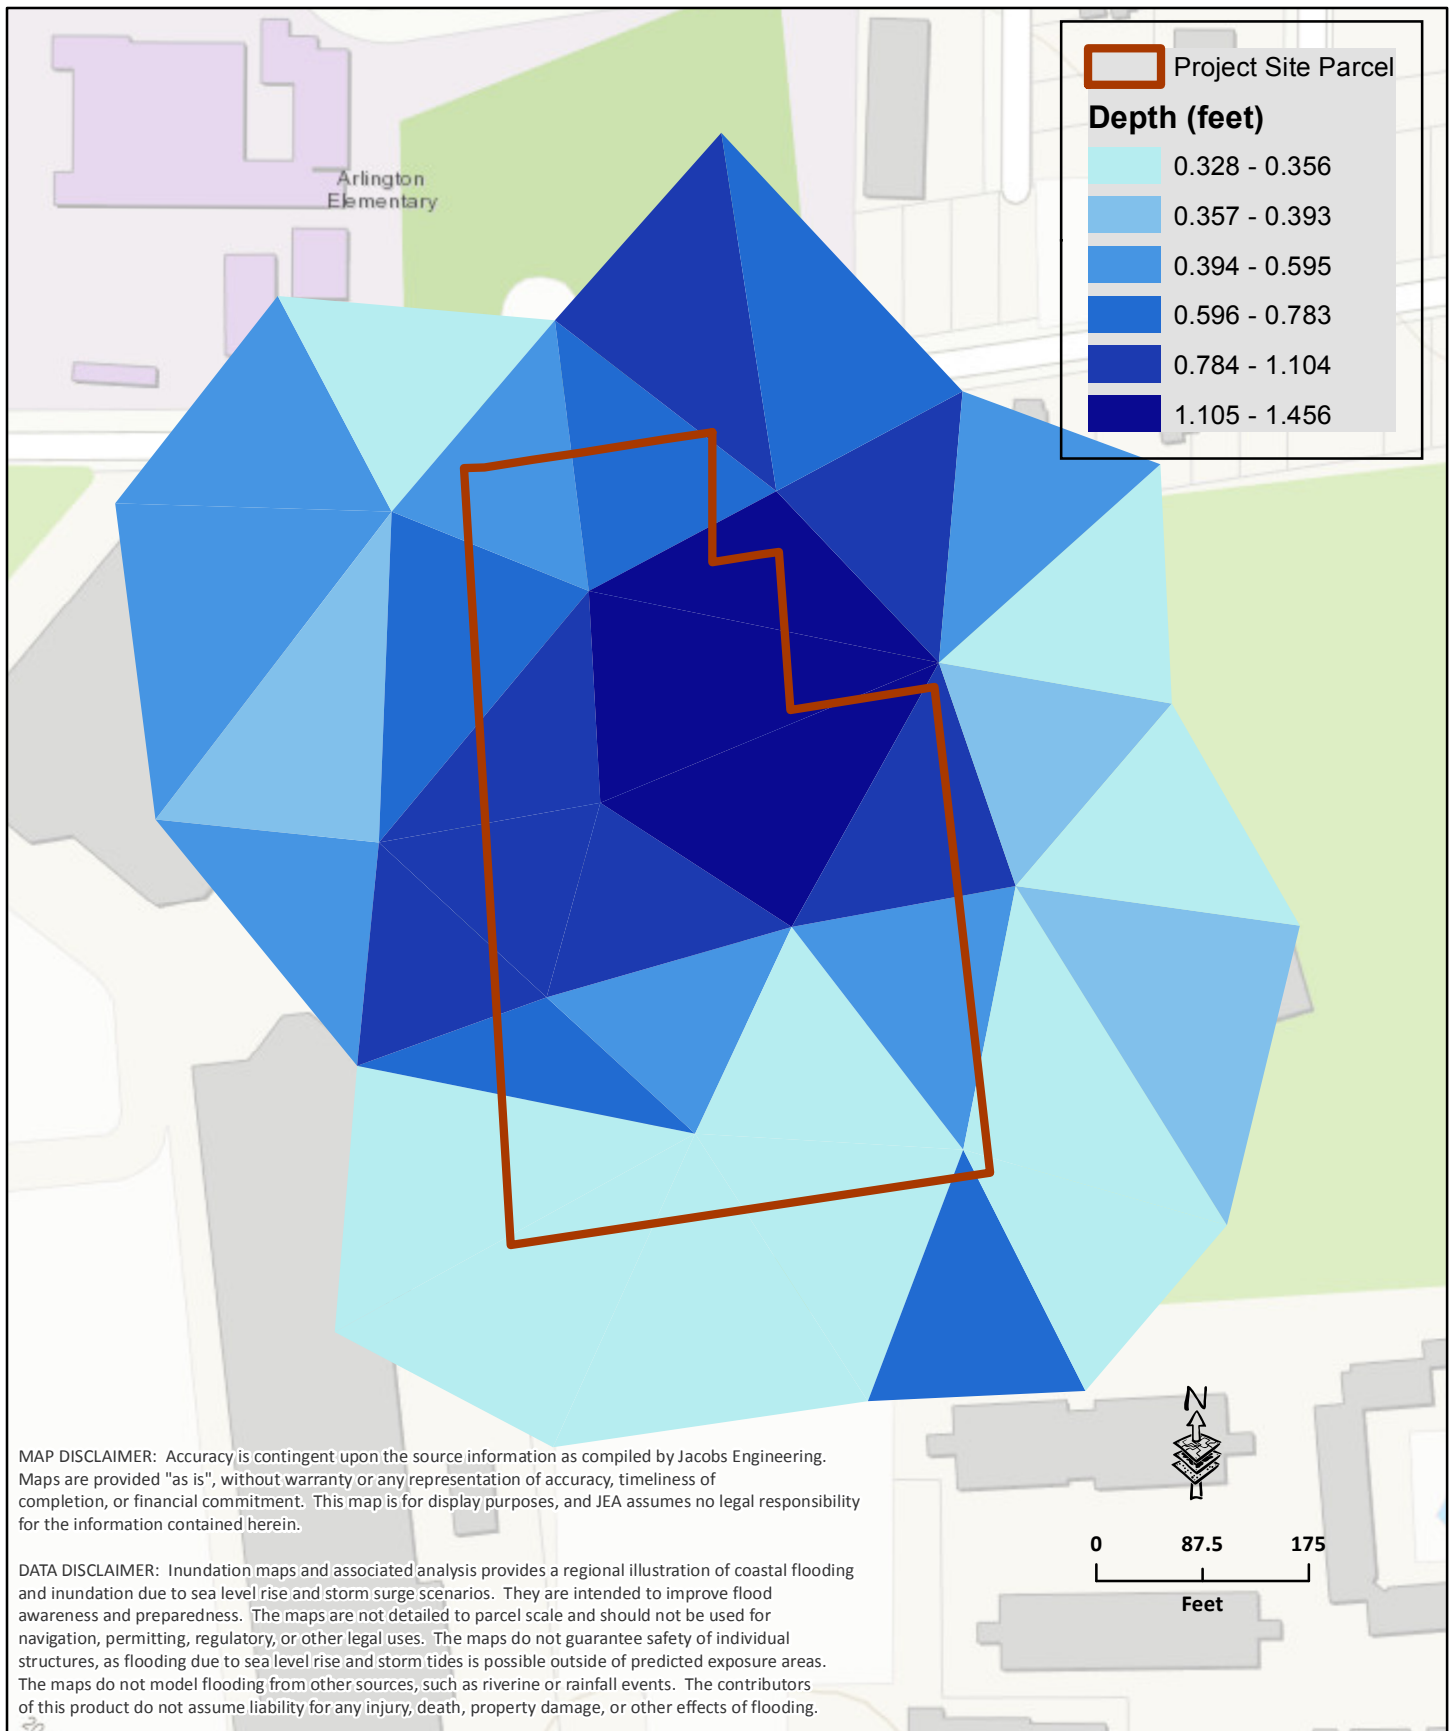 Project Site Parcel
Depth (feet)
0.328 - 0.356
0.357 - 0.393
0.394 - 0.595
0.596 - 0.783
0.784 - 1.104
1.105 - 1.456
Arlington
Elementary
N
0 87.5 175
Feet
MAP DISCLAIMER: Accuracy is contingent upon the source information as compiled by Jacobs Engineering.
Maps are provided "as is", without warranty or any representation of accuracy, timeliness of
completion, or financial commitment. This map is for display purposes, and JEA assumes no legal responsibility
for the information contained herein.
DATA DISCLAIMER: Inundation maps and associated analysis provides a regional illustration of coastal flooding
and inundation due to sea level rise and storm surge scenarios. They are intended to improve flood
awareness and preparedness. The maps are not detailed to parcel scale and should not be used for
navigation, permitting, regulatory, or other legal uses. The maps do not guarantee safety of individual
structures, as flooding due to sea level rise and storm tides is possible outside of predicted exposure areas.
The maps do not model flooding from other sources, such as riverine or rainfall events. The contributors
of this product do not assume liability for any injury, death, property damage, or other effects of flooding.
20